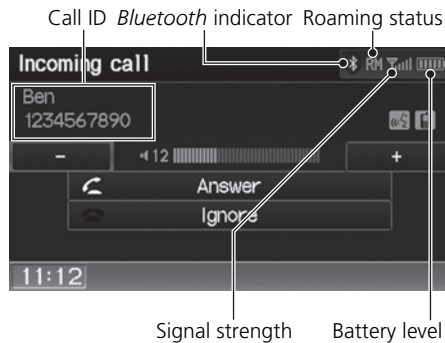 Call ID Bluetooth indicator Roaming status
Incoming call RM
Ben
1234567890
- 12 +
Answer
Ignore
11:12
Signal strength Battery level